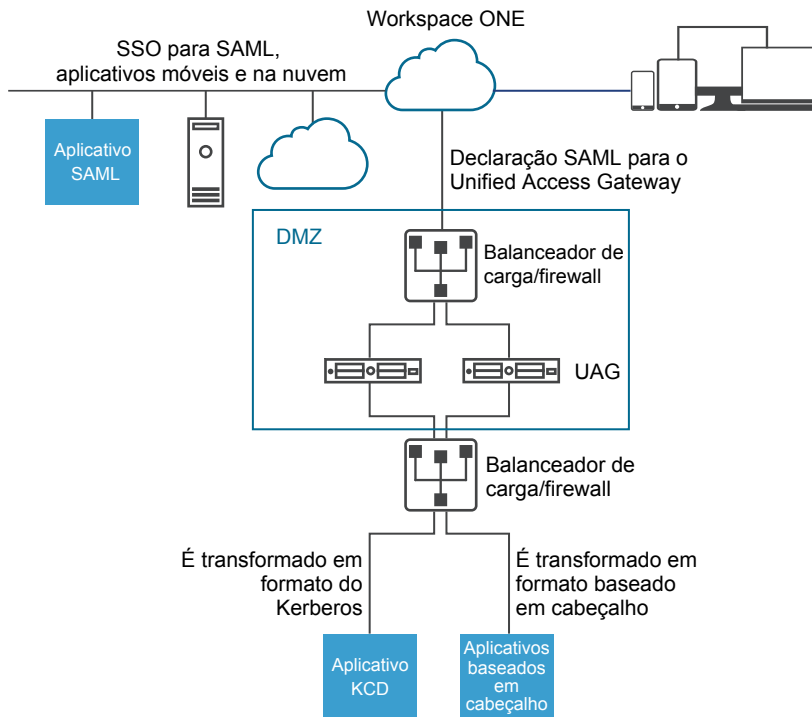 Workspace ONE
SSO para SAML,
aplicativos móveis e na nuvem
Aplicativo
SAML
Declaração SAML para o
Unified Access Gateway
DMZ
Balanceador de
carga/firewall
UAG
Balanceador de
carga/firewall
É transformado em
formato do
Kerberos
É transformado em
formato baseado
em cabeçalho
Aplicativo
KCD
Aplicativos
baseados
em
cabeçalho